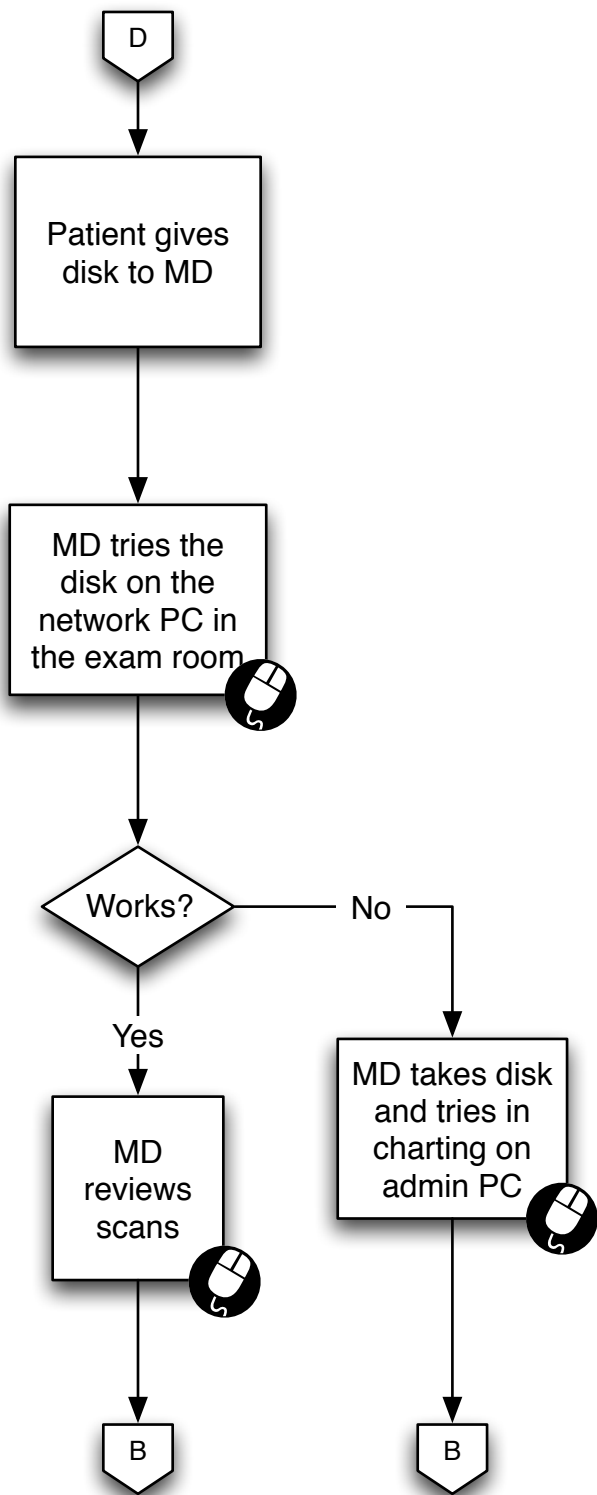 D
Patient gives
disk to MD
MD tries the
disk on the
network PC in
the exam room
Works?
No
Yes
MD takes disk
and tries in
charting on
admin PC
MD
reviews
scans
B
B